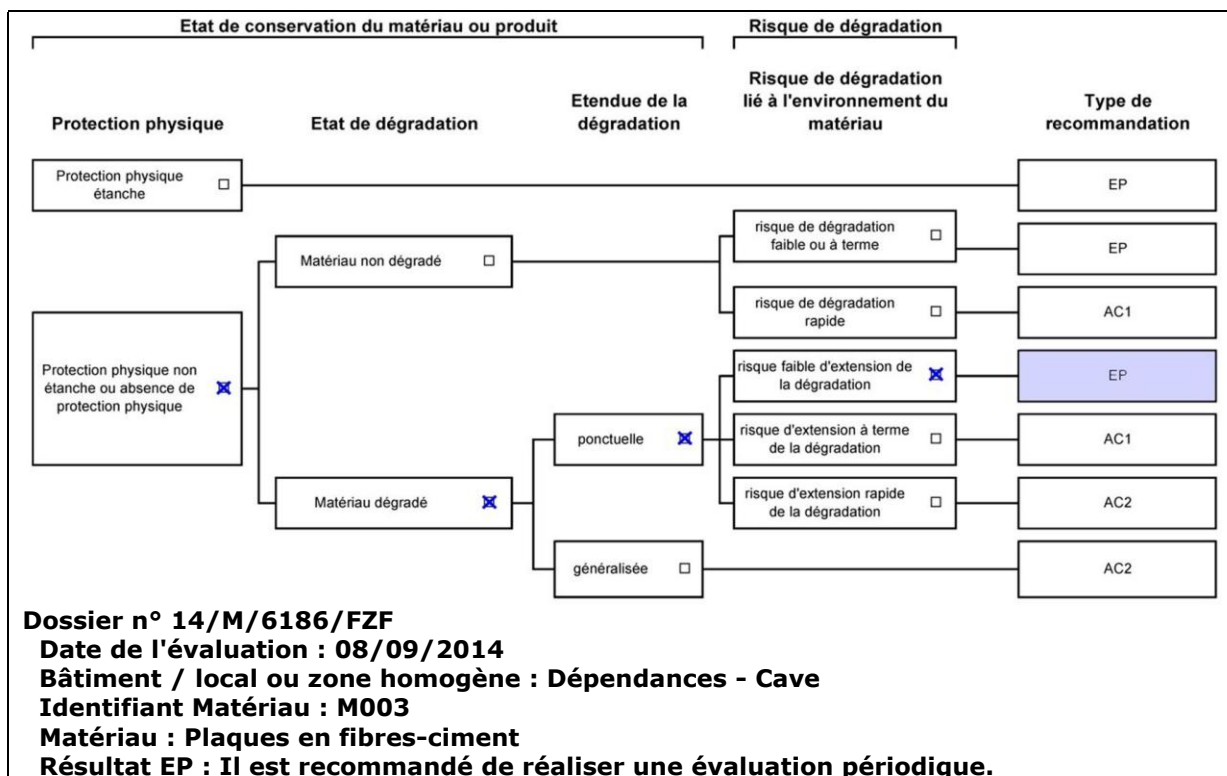 Etat de conservation du matériau ou produit
Risque de dégradation
Protection physique
Etat de dégradation
Etendue de la
dégradation
Risque de dégradation
lié à l'environnement du
matériau
Type de
recommandation
Protection physique
étanche
EP
risque de dégradation
faible ou à terme
EP
Matériau non dégradé
risque de dégradation
rapide
AC1
Protection physique non
étanche ou absence de
protection physique
risque faible d'extension de
la dégradation
EP
ponctuelle
risque d'extension à terme
de la dégradation
AC1
Matériau dégradé
risque d'extension rapide
de la dégradation
AC2
généralisée
AC2
Dossier n° 14/M/6186/FZF
Date de l'évaluation : 08/09/2014
Bâtiment / local ou zone homogène : Dépendances - Cave
Identifiant Matériau : M003
Matériau : Plaques en fibres-ciment
Résultat EP : Il est recommandé de réaliser une évaluation périodique.